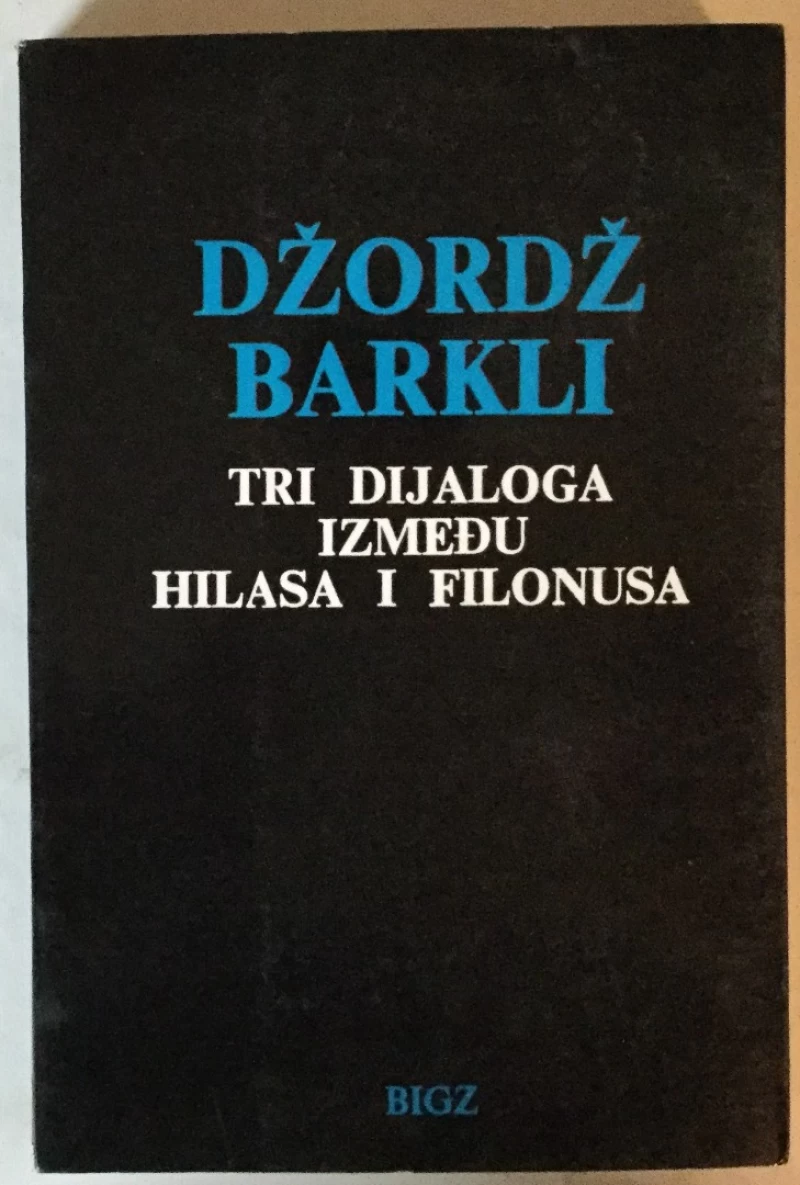 DŽORDŽ
BARKLI
TRI DIJALOGA
IZMEĐU
HILASA I FILONUSA
BIGZ